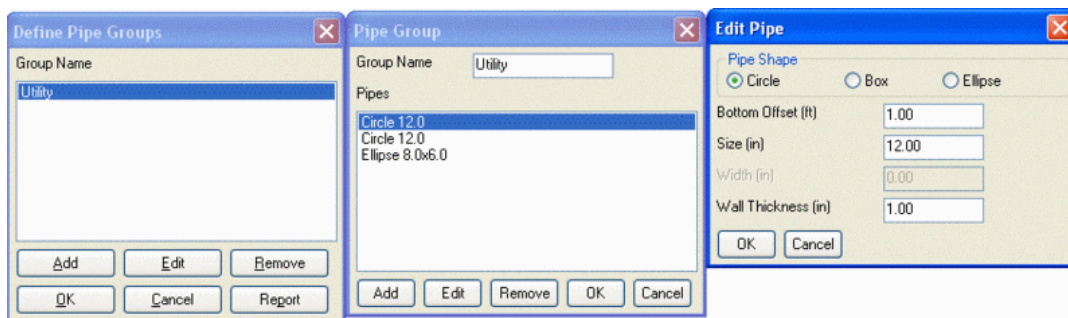 Define Pipe Groups
Group Name
Utility
Add Edit Remove
OK Cancel Report
Pipe Group
Group Name Utility
Pipes
Circle 12.0
Circle 12.0
Ellipse 8.0x6.0
Add Edit Remove OK Cancel
Edit Pipe
Pipe Shape
Circle Box Ellipse
Bottom Offset (ft) 1.00
Size (in) 12.00
Width (in) 0.00
Wall Thickness (in) 1.00
OK Cancel